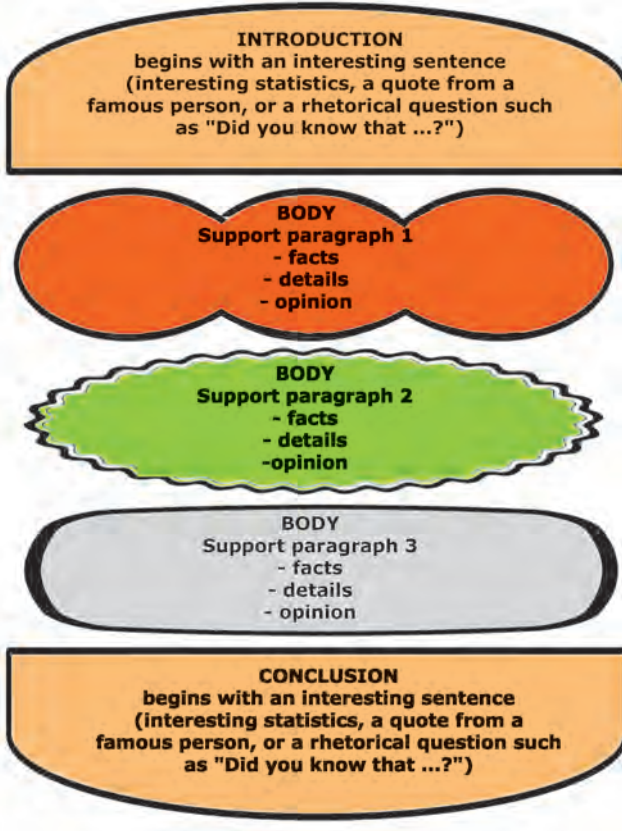 INTRODUCTION
begins with an interesting sentence
(interesting statistics, a quote from a
famous person, or a rhetorical question such
as "Did you know that ...?")
BODY
Support paragraph 1
- facts
- details
- opinion
BODY
Support paragraph 2
- facts
- details
-opinion
BODY
Support paragraph 3
- facts
- details
- opinion
CONCLUSION
begins with an interesting sentence
(interesting statistics, a quote from a
famous person, or a rhetorical question such
as "Did you know that ...?")